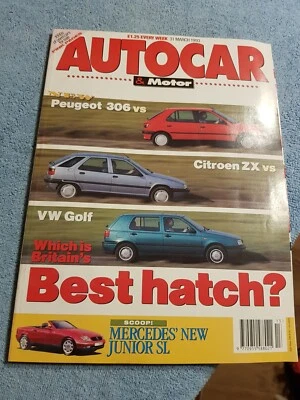 £1.25 EVERY WEEK 31 MARCH 1993
AUTOCAR
& Motor
New
Peugeot 306 vs
Citroen ZX vs
VW Golf
Which is
Britain's
Best hatch?
SCOOP!
MERCEDES' NEW
JUNIOR SL